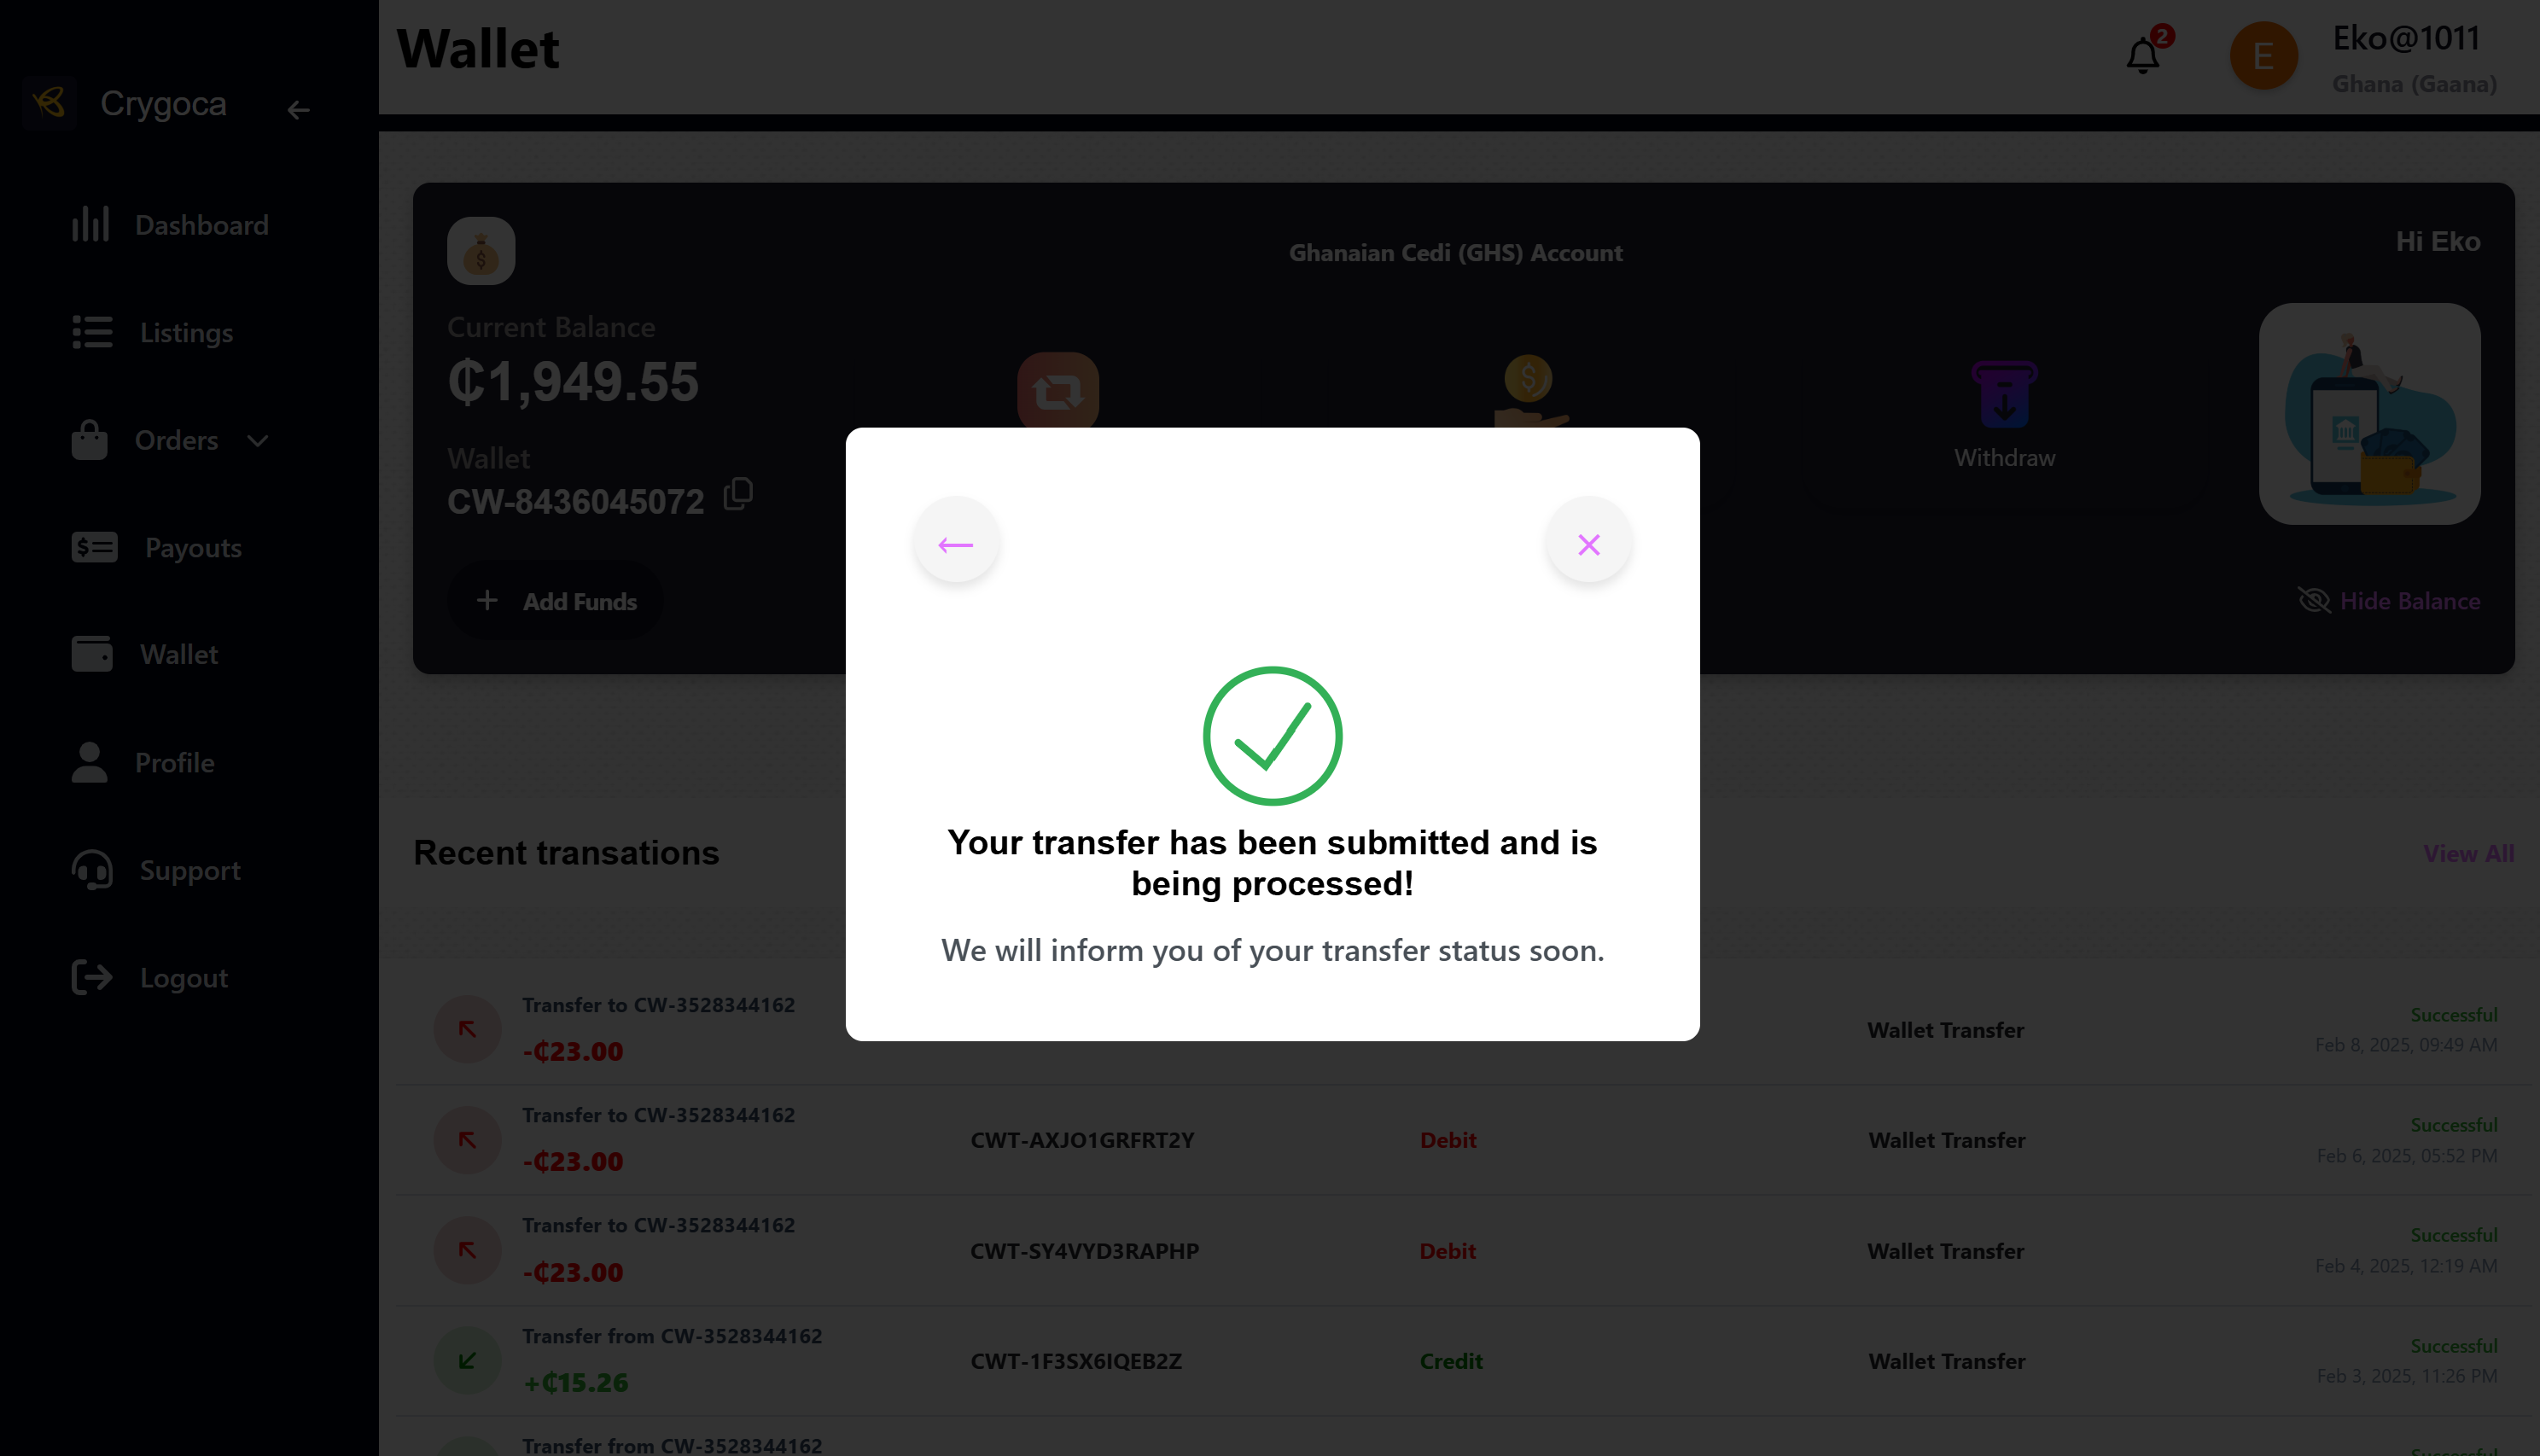 Wallet
2
E
Eko@1011
Ghana (Gaana)
Crygoca
Dashboard
Listings
Orders
Payouts
Wallet
Profile
Support
Logout
Ghanaian Cedi (GHS) Account
Hi Eko
Current Balance
₵1,949.55
Wallet
CW-8436045072
Withdraw
Add Funds
Hide Balance
Your transfer has been submitted and is
being processed!
We will inform you of your transfer status soon.
Recent transations
View All
Transfer to CW-3528344162
-₵23.00
Wallet Transfer
Successful
Feb 8, 2025, 09:49 AM
Transfer to CW-3528344162
-₵23.00
CWT-AXJO1GRFRT2Y
Debit
Wallet Transfer
Successful
Feb 6, 2025, 05:52 PM
Transfer to CW-3528344162
-₵23.00
CWT-SY4VYD3RAPHP
Debit
Wallet Transfer
Successful
Feb 4, 2025, 12:19 AM
Transfer from CW-3528344162
+₵15.26
CWT-1F3SX6IQEB2Z
Credit
Wallet Transfer
Successful
Feb 3, 2025, 11:26 PM
Transfer from CW-3528344162